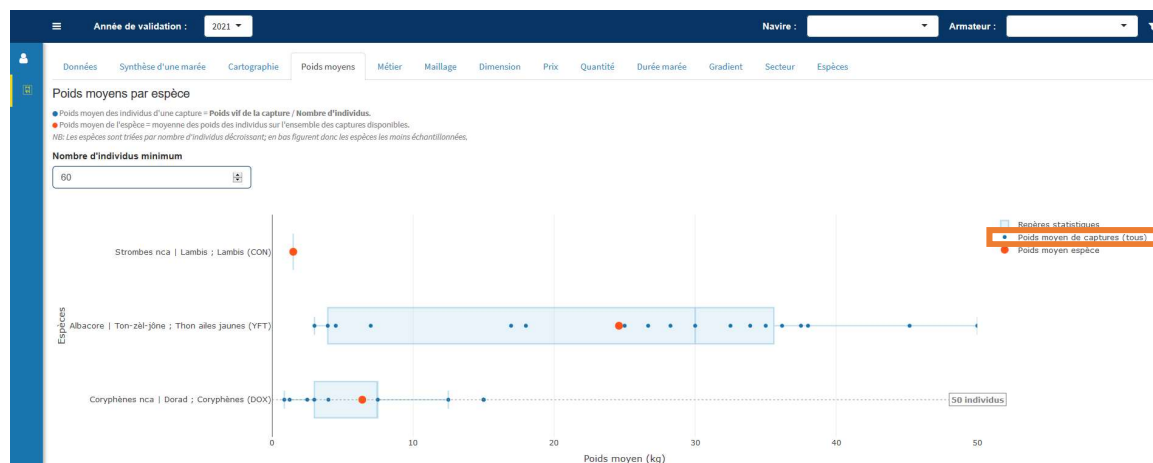 Année de validation : 2021 Navire : Armateur :
Données Synthèse d'une marée Cartographie Poids moyens Métier Maillage Dimension Prix Quantité Durée marée Gradient Secteur Espèces
Poids moyens par espèce
Poids moyen des individus d'une capture = Poids vif de la capture / Nombre d'individus.
Poids moyen de l'espèce = moyenne des poids des individus sur l'ensemble des captures disponibles.
NB: Les espèces sont triées par nombre d'individus décroissant; en bas figurent donc les espèces les moins échantillonnées.
Nombre d'individus minimum
60
Repères statistiques
Poids moyen de captures (tous)
Poids moyen espèce
Strombes nca | Lambis ; Lambis (CON)
Espèces
Albacore | Ton-zèl-jône ; Thon ailes jaunes (YFT)
Coryphènes nca | Dorad ; Coryphènes (DOX)
50 individus
0 10 20 30 40 50
Poids moyen (kg)